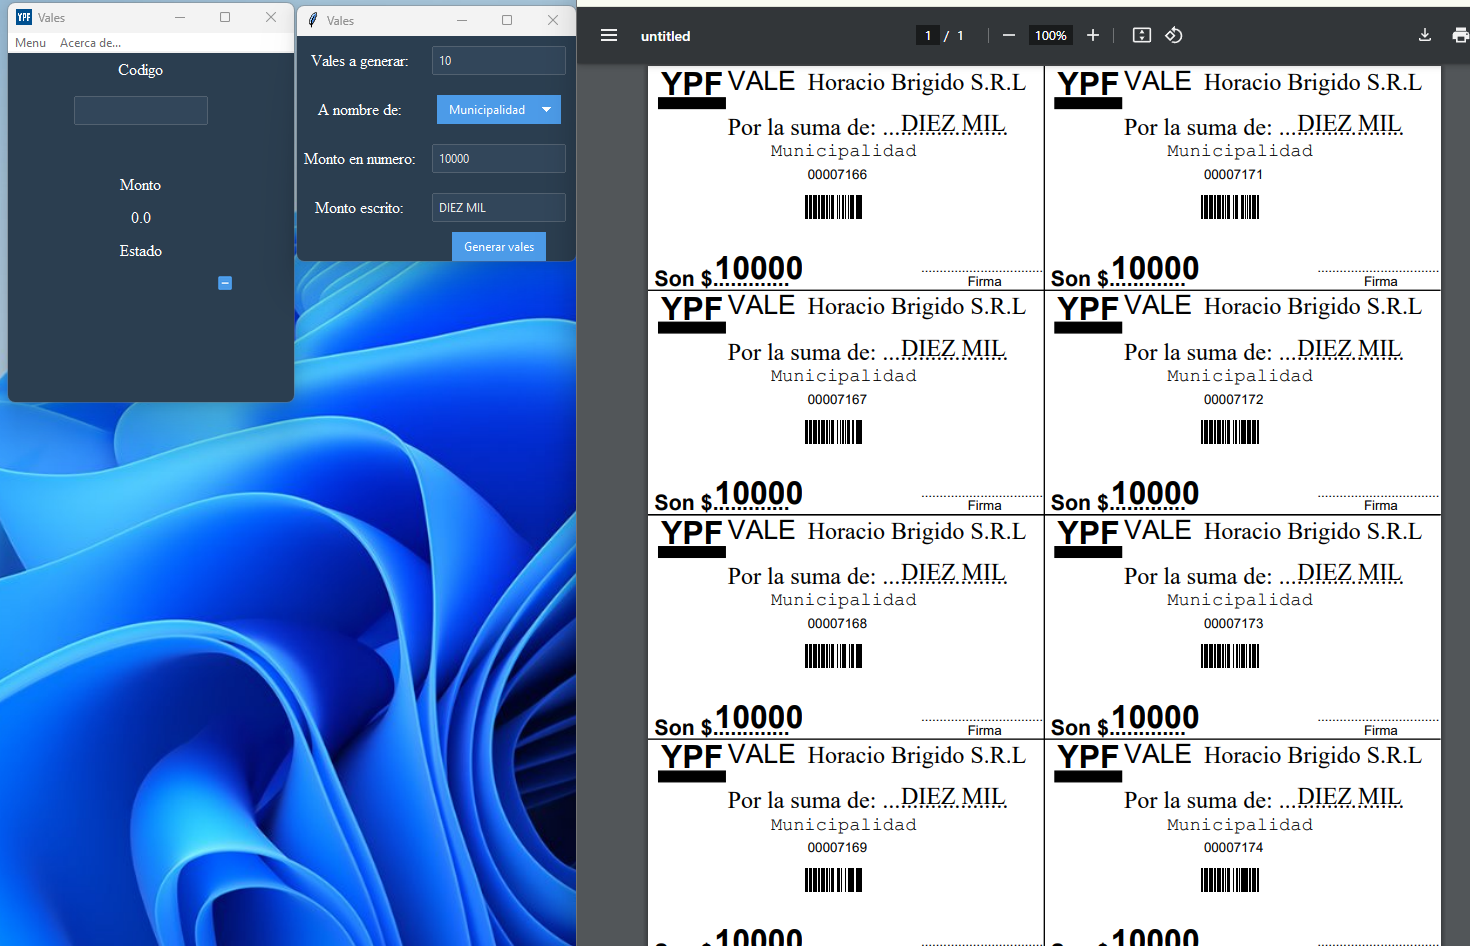 YPF Vales
Menu Acerca de...
Codigo
Monto
0.0
Estado
Vales
Vales a generar: 10
A nombre de: Municipalidad
Monto en numero: 10000
Monto escrito: DIEZ MIL
Generar vales
untitled 1 / 1 100%
YPF VALE Horacio Brigido S.R.L
Por la suma de: ...DIEZ MIL
Municipalidad
00007166
Son $10000
Firma
YPF VALE Horacio Brigido S.R.L
Por la suma de: ...DIEZ MIL
Municipalidad
00007171
Son $10000
Firma
YPF VALE Horacio Brigido S.R.L
Por la suma de: ...DIEZ MIL
Municipalidad
00007167
Son $10000
Firma
YPF VALE Horacio Brigido S.R.L
Por la suma de: ...DIEZ MIL
Municipalidad
00007172
Son $10000
Firma
YPF VALE Horacio Brigido S.R.L
Por la suma de: ...DIEZ MIL
Municipalidad
00007168
Son $10000
Firma
YPF VALE Horacio Brigido S.R.L
Por la suma de: ...DIEZ MIL
Municipalidad
00007173
Son $10000
Firma
YPF VALE Horacio Brigido S.R.L
Por la suma de: ...DIEZ MIL
Municipalidad
00007169
Son $10000
YPF VALE Horacio Brigido S.R.L
Por la suma de: ...DIEZ MIL
Municipalidad
00007174
Son $10000